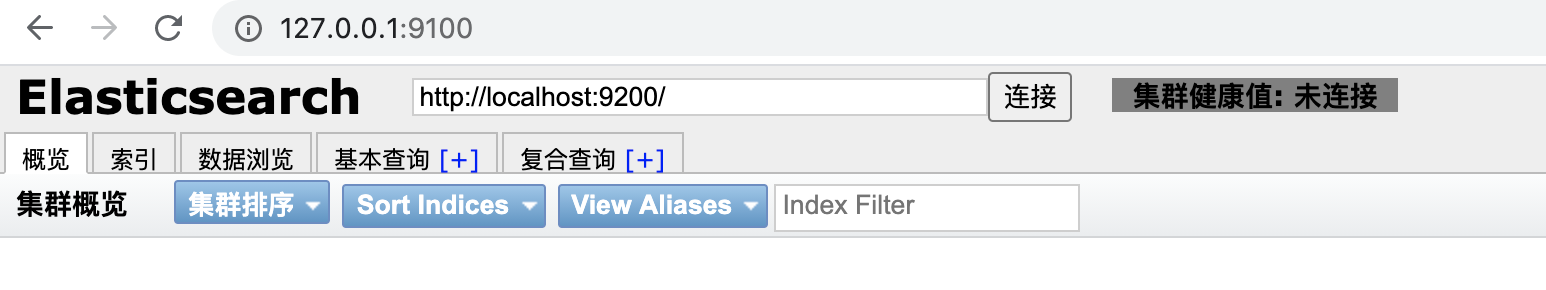 127.0.0.1:9100
Elasticsearch http://localhost:9200/ 连接 集群健康值: 未连接
概览 索引 数据浏览 基本查询 [+] 复合查询 [+]
集群概览 集群排序 Sort Indices View Aliases Index Filter